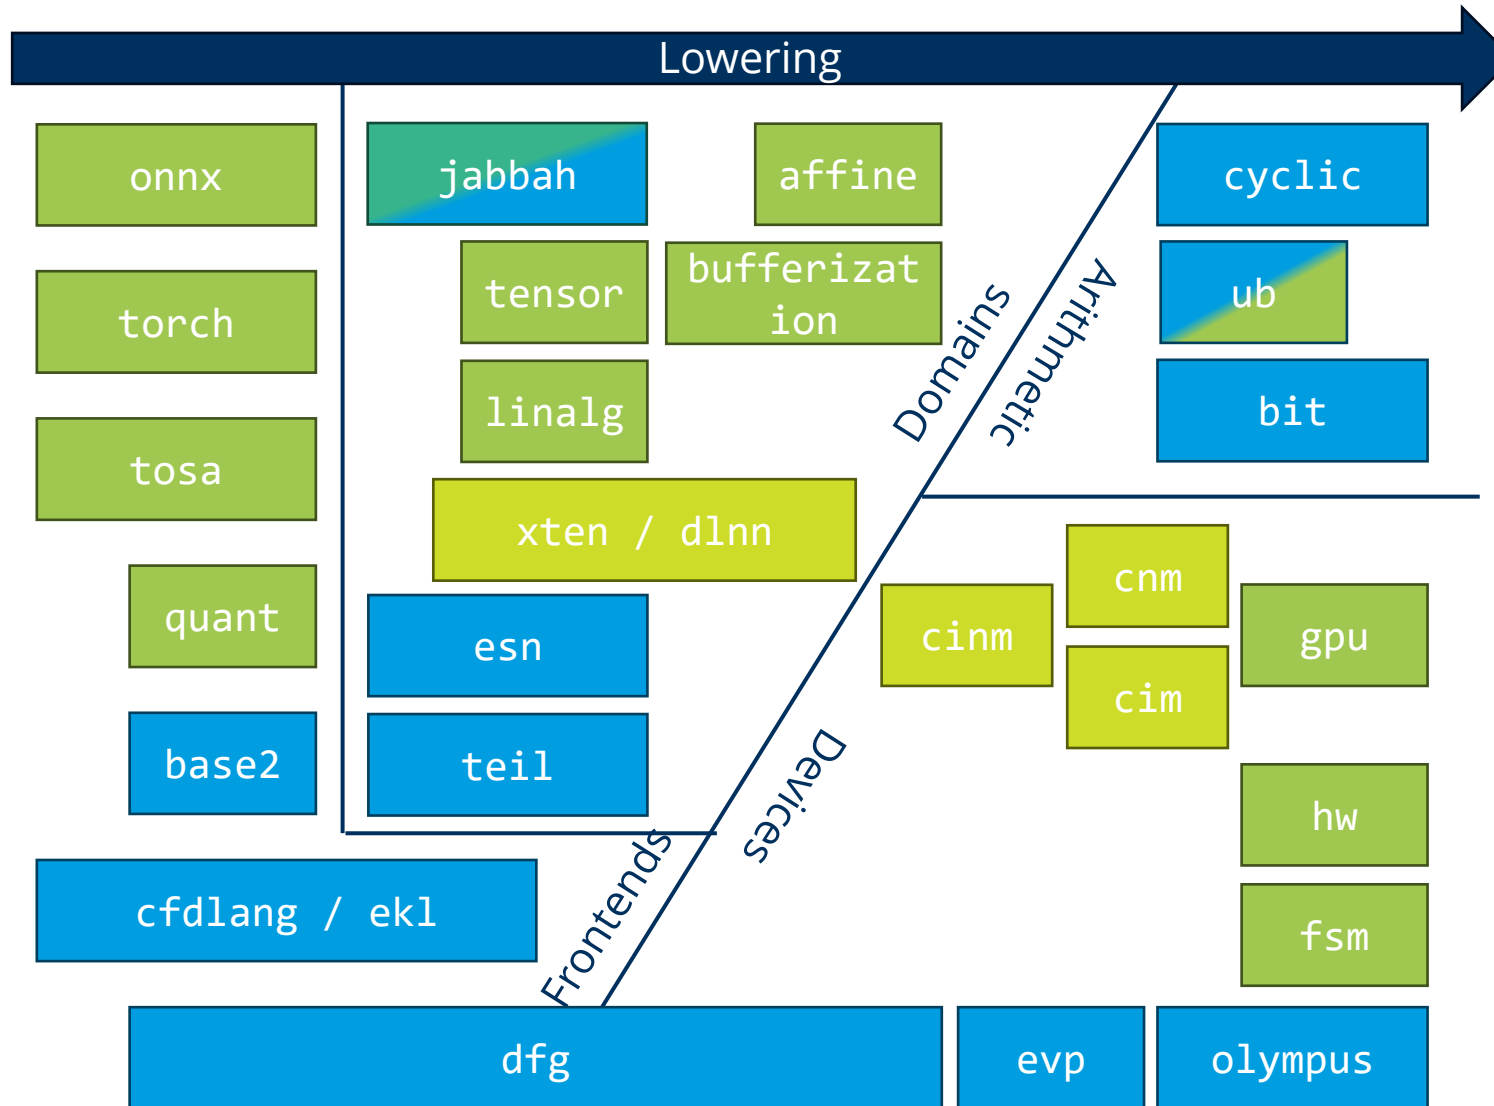 Lowering
onnx
jabbah
affine
cyclic
tensor
bufferizat
ion
ub
torch
Domains
Arithmetic
linalg
bit
tosa
xten / dlnn
cnm
quant
esn
cinm
gpu
cim
base2
teil
Devices
hw
Frontends
cfdlang / ekl
fsm
dfg
evp
olympus